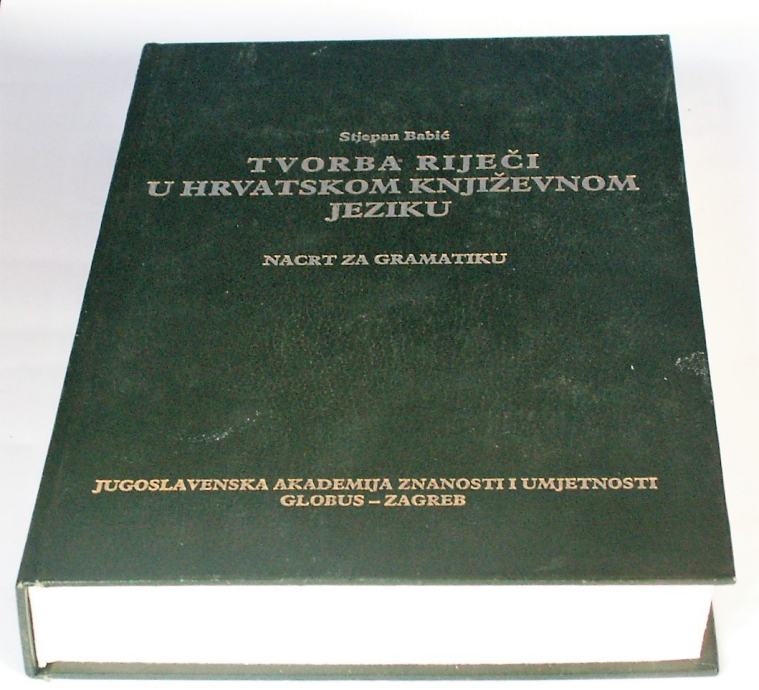 Stjepan Babić
TVORBA RIJEČI
U HRVATSKOM KNJIŽEVNOM
JEZIKU
NACRT ZA GRAMATIKU
JUGOSLAVENSKA AKADEMIJA ZNANOSTI I UMJETNOSTI
GLOBUS – ZAGREB